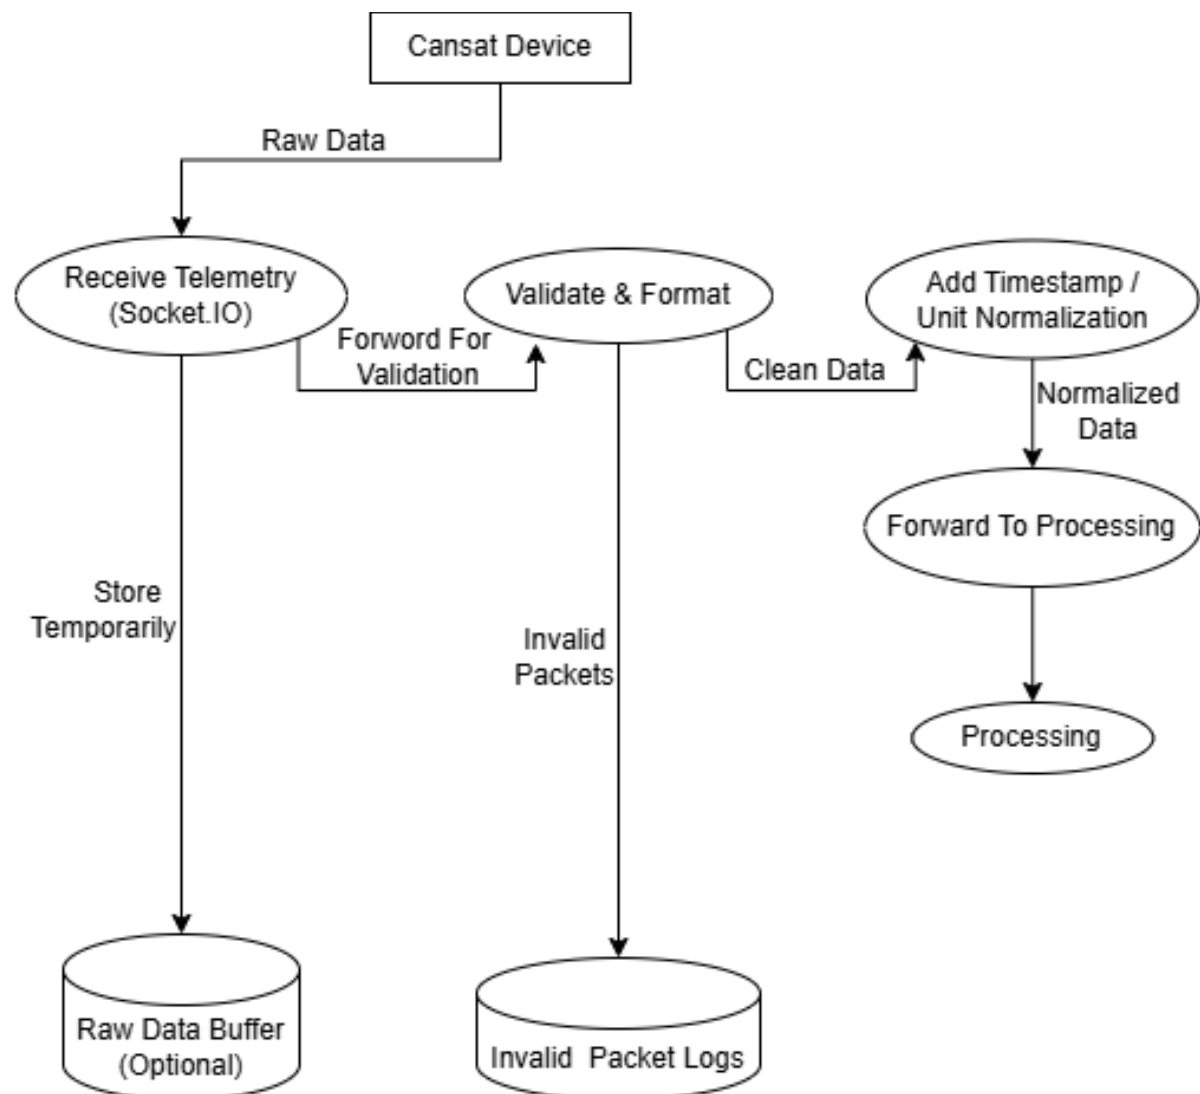 Cansat Device
Raw Data
Receive Telemetry
(Socket.IO)
Forword For
Validation
Validate & Format
Clean Data
Add Timestamp /
Unit Normalization
Normalized
Data
Forward To Processing
Processing
Store
Temporarily
Invalid
Packets
Raw Data Buffer
(Optional)
Invalid  Packet Logs